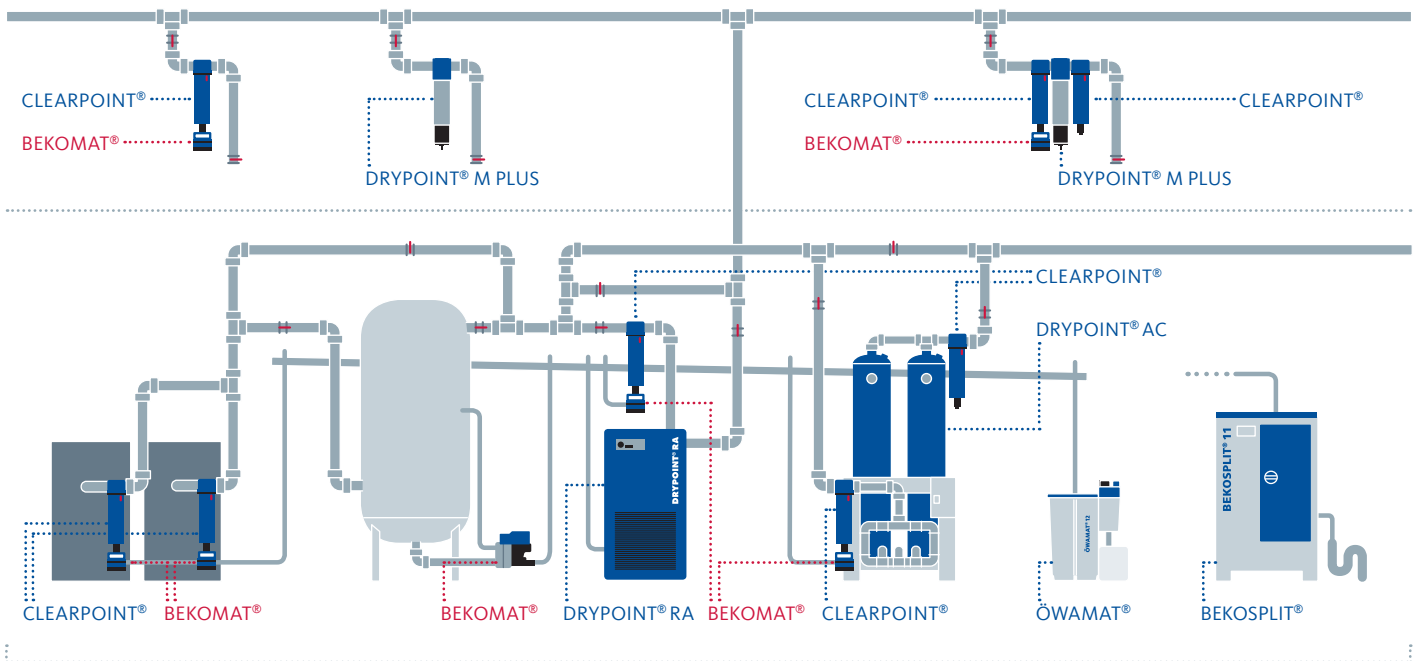 CLEARPOINT®
BEKOMAT®
DRYPOINT® M PLUS
CLEARPOINT®
CLEARPOINT®
BEKOMAT®
DRYPOINT® M PLUS
CLEARPOINT®
DRYPOINT® AC
DRYPOINT® RA
BEKOSPLIT® 11
ÖWAMAT® 12
CLEARPOINT®
BEKOMAT®
BEKOMAT®
DRYPOINT® RA
BEKOMAT®
CLEARPOINT®
ÖWAMAT®
BEKOSPLIT®